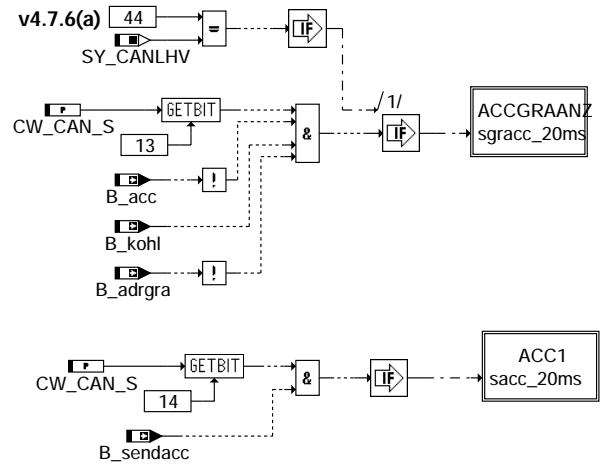 v4.7.6(a) 44
=
IF
SY_CANLHV
/1/
P
GETBIT
ACCGRAANZ
sgracc_20ms
CW_CAN_S
&
IF
13
!
B_acc
B_kohl
!
B_adrgra
P
GETBIT
ACC1
sacc_20ms
CW_CAN_S
&
IF
14
B_sendacc